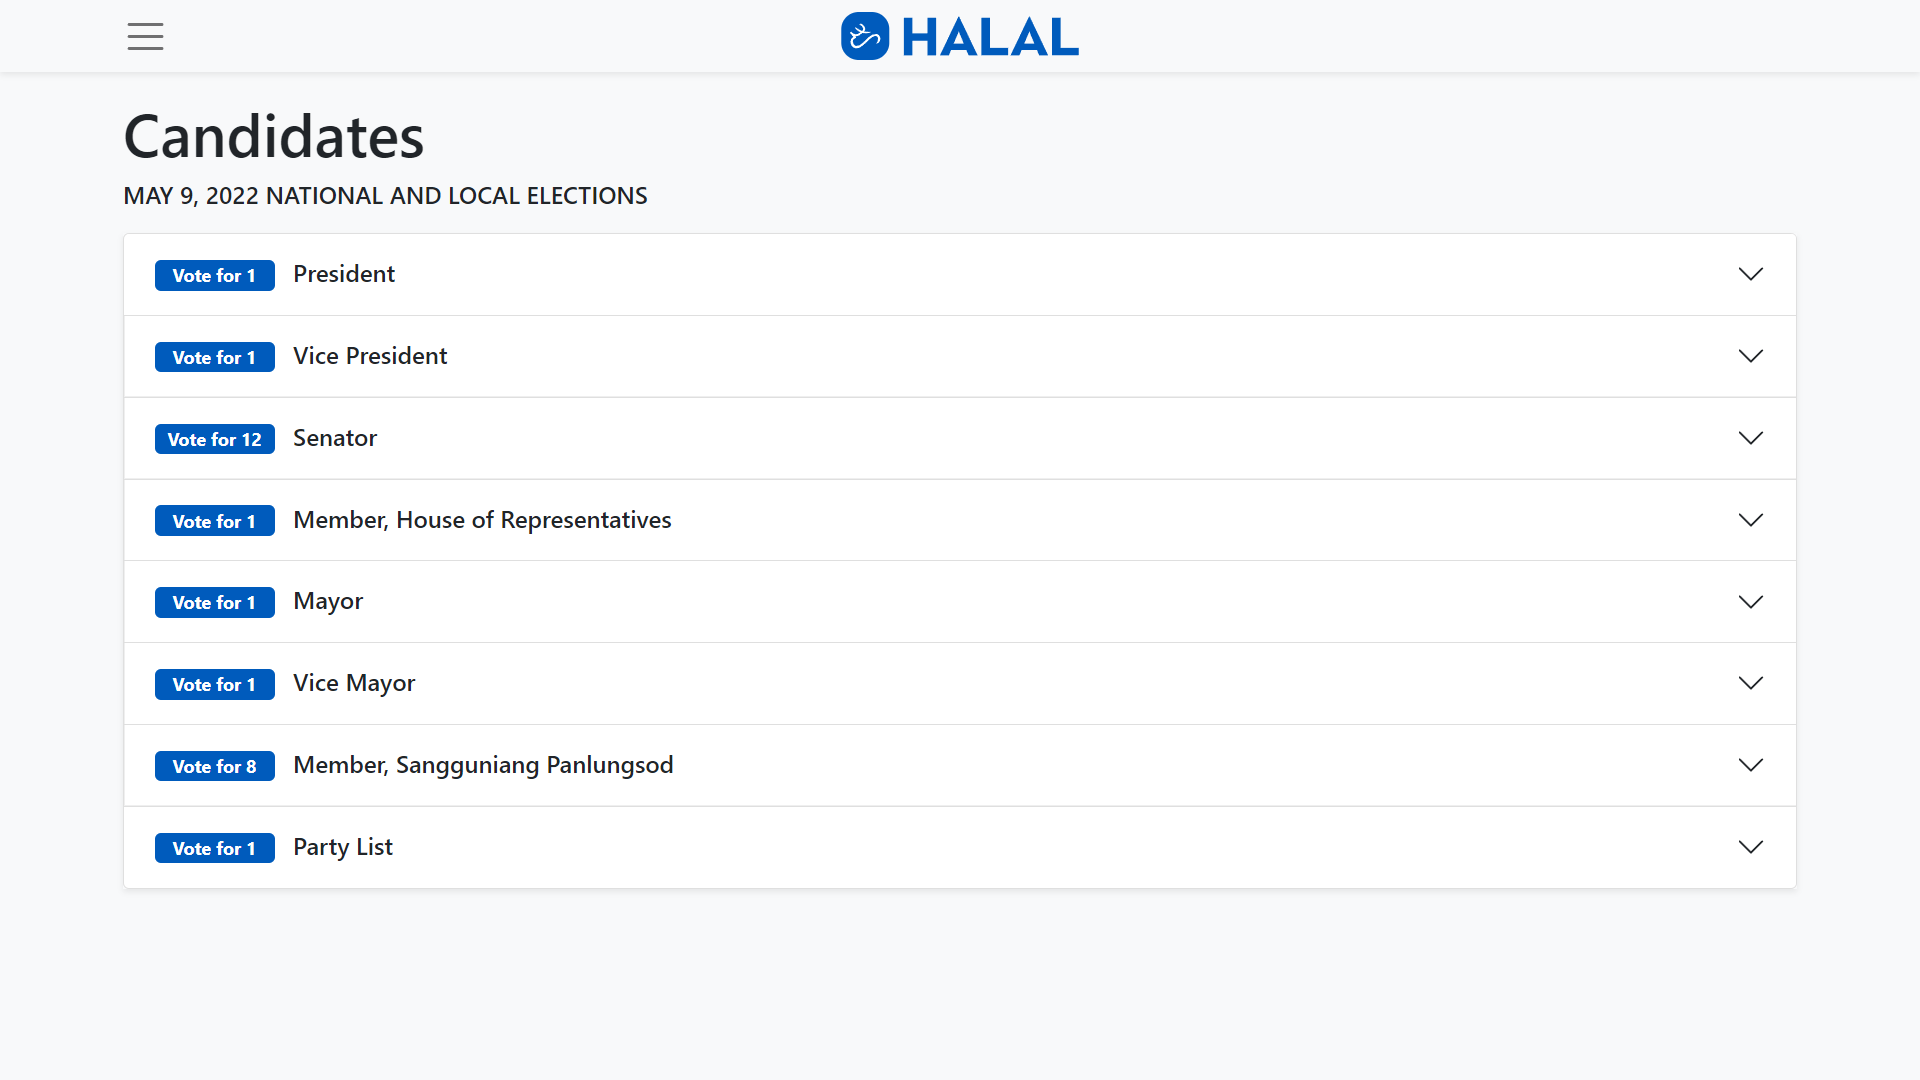 HALAL
Candidates
MAY 9, 2022 NATIONAL AND LOCAL ELECTIONS
Vote for 1 President
Vote for 1 Vice President
Vote for 12 Senator
Vote for 1 Member, House of Representatives
Vote for 1 Mayor
Vote for 1 Vice Mayor
Vote for 8 Member, Sangguniang Panlungsod
Vote for 1 Party List